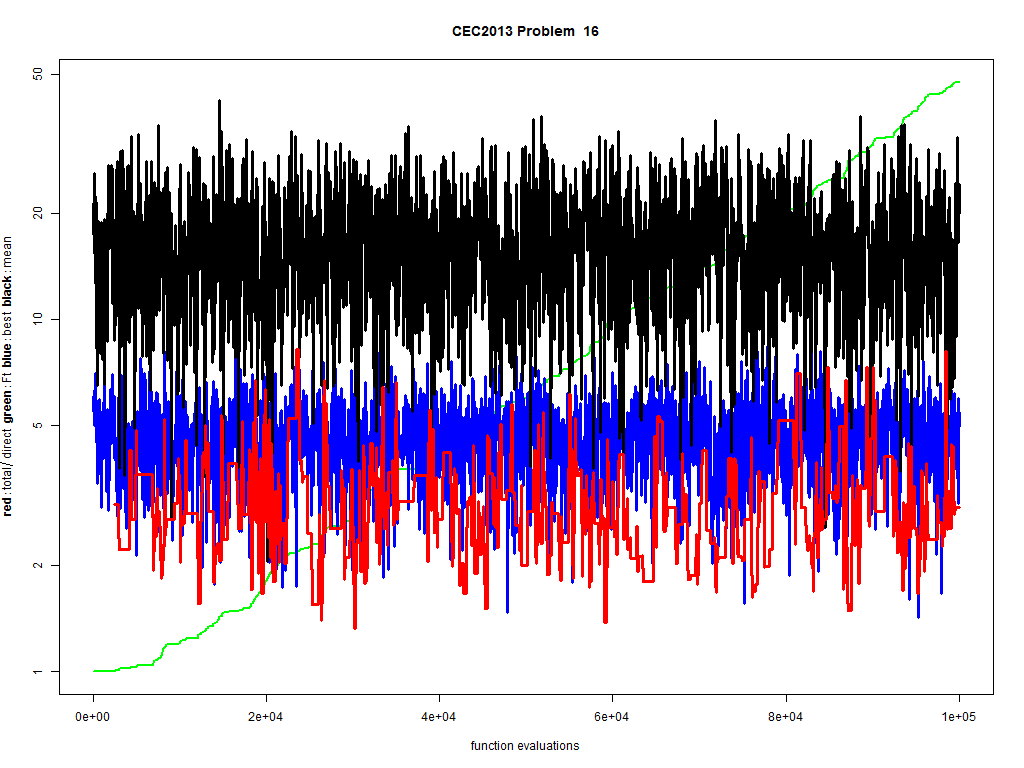 CEC2013 Problem 16
50
20
10
5
2
1
red : total/ direct green : Ft blue : best black : mean
0e+00 2e+04 4e+04 6e+04 8e+04 1e+05
function evaluations